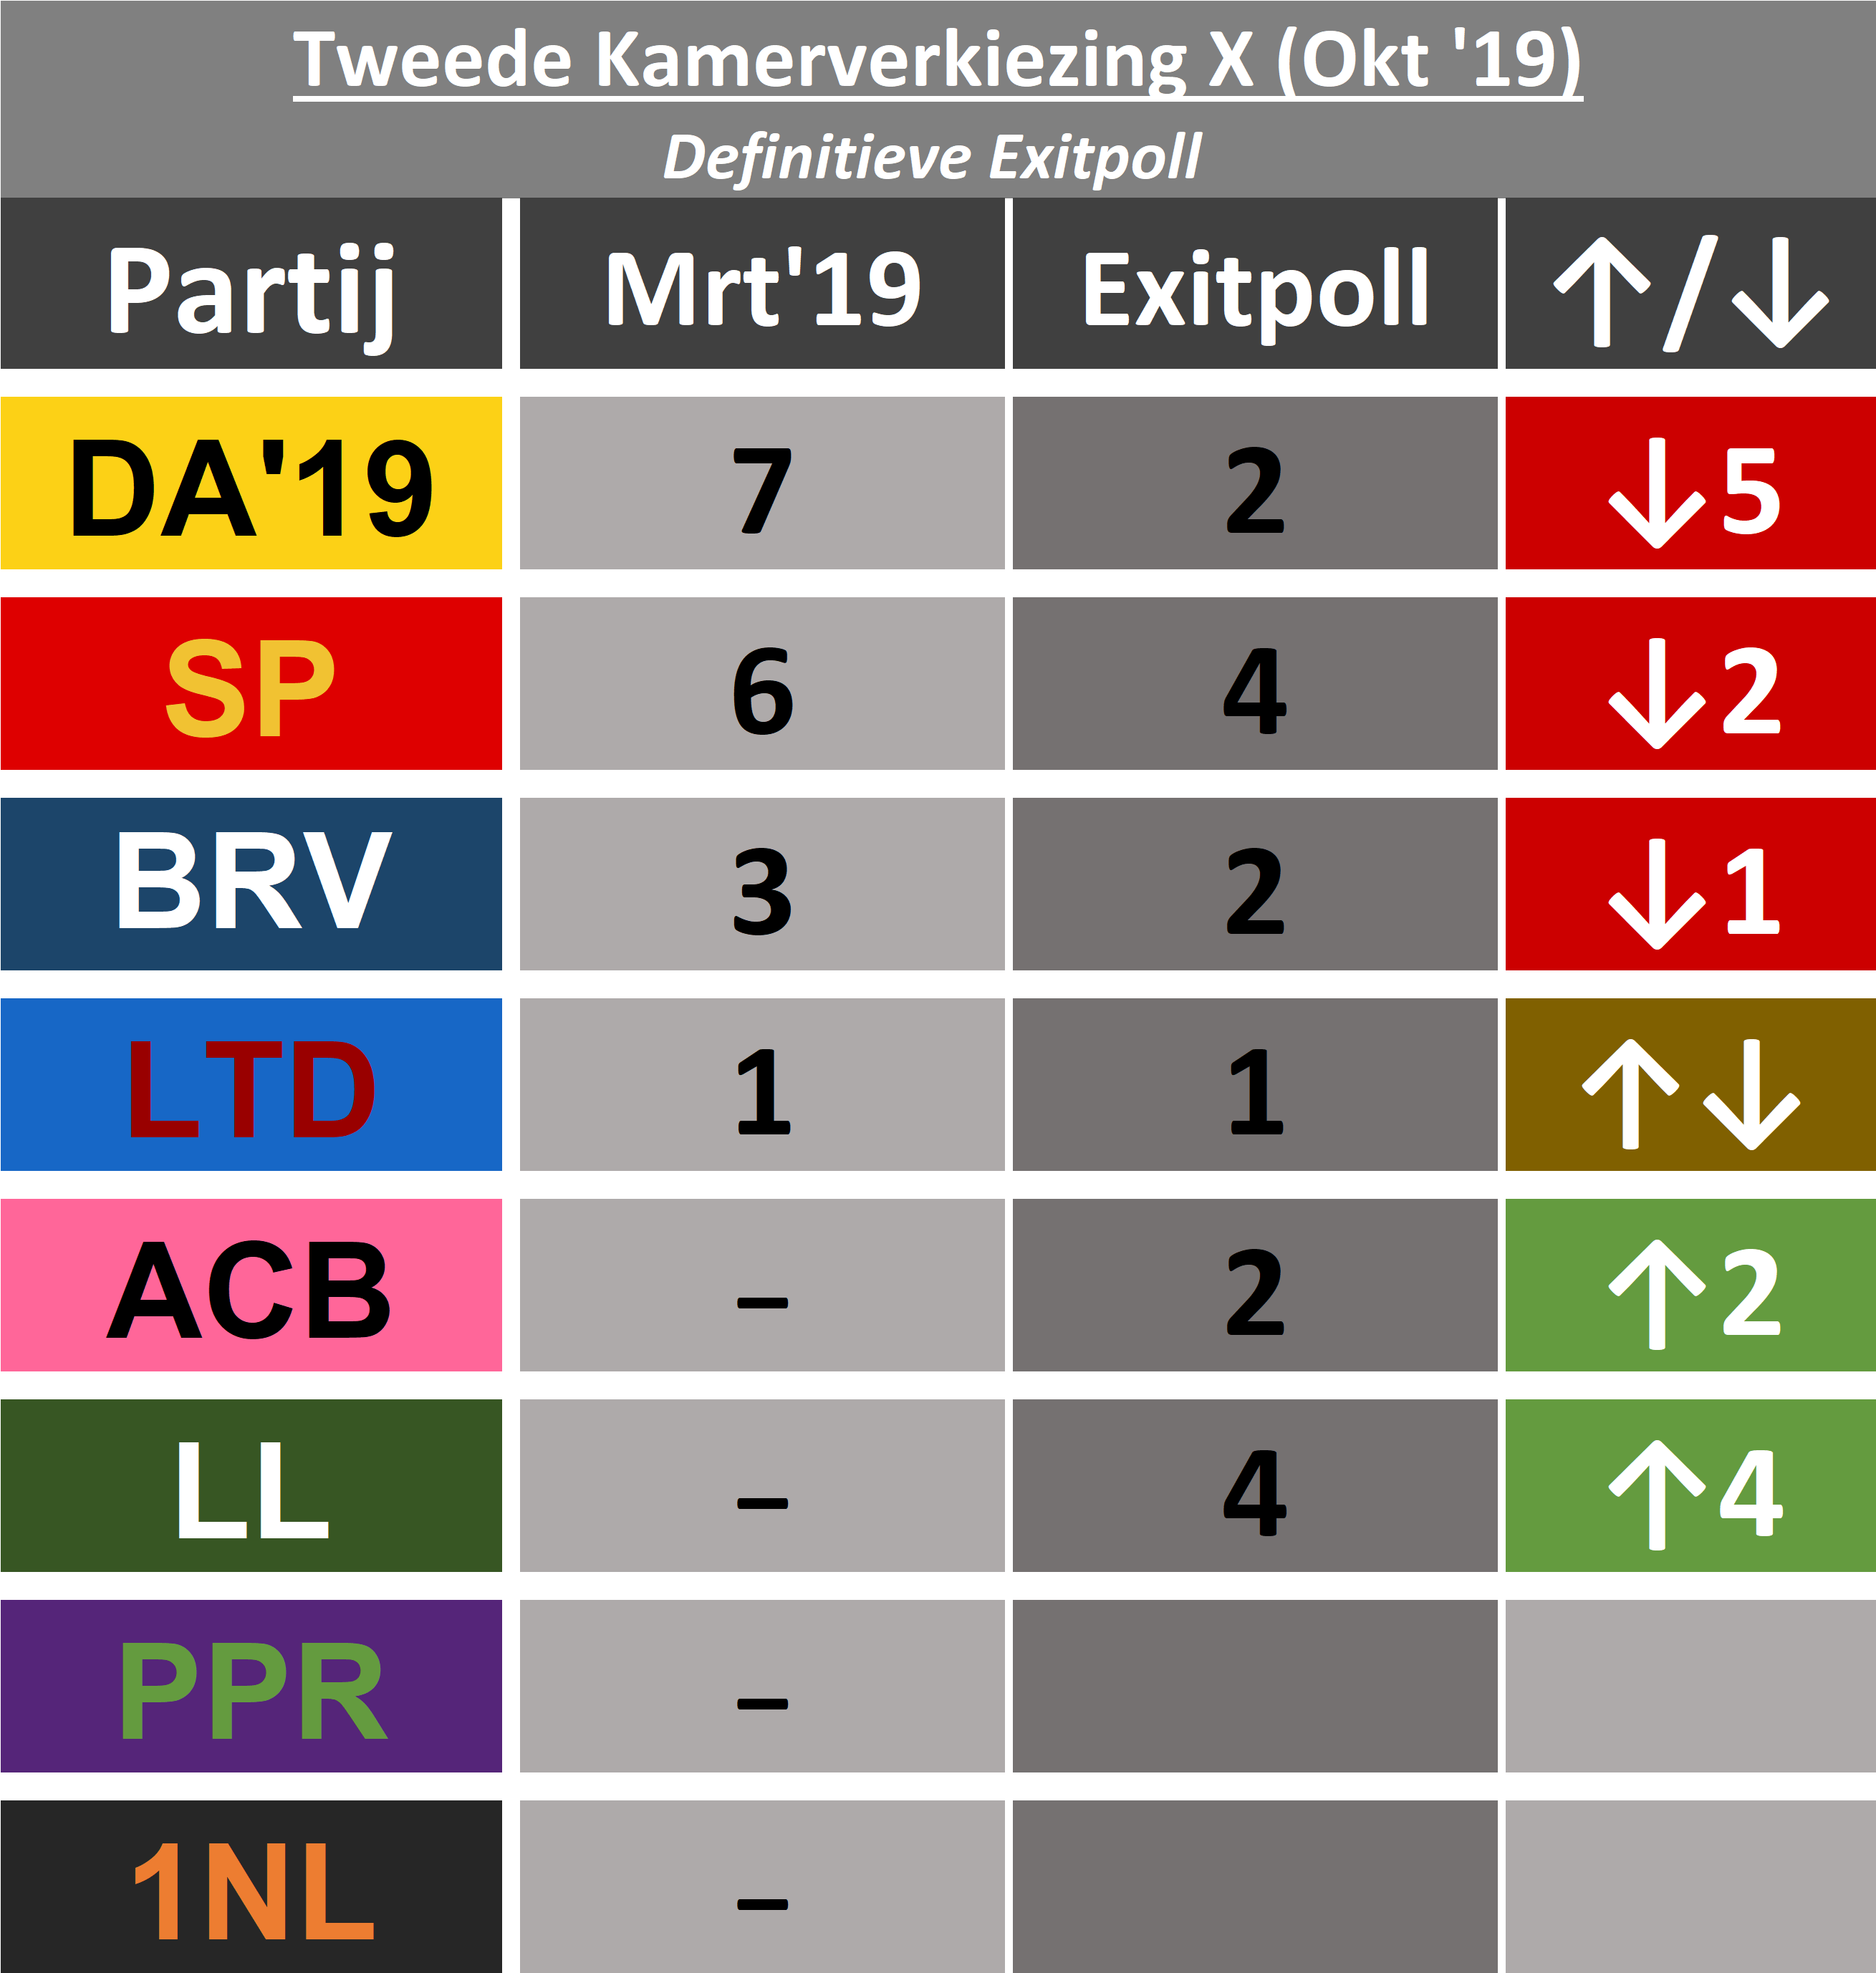 Tweede Kamerverkiezing X (Okt '19)
Definitieve Exitpoll
Partij Mrt'19 Exitpoll ↑/↓
DA'19 7 2 ↓5
SP 6 4 ↓2
BRV 3 2 ↓1
LTD 1 1 ↑↓
ACB – 2 ↑2
LL – 4 ↑4
PPR –
1NL –